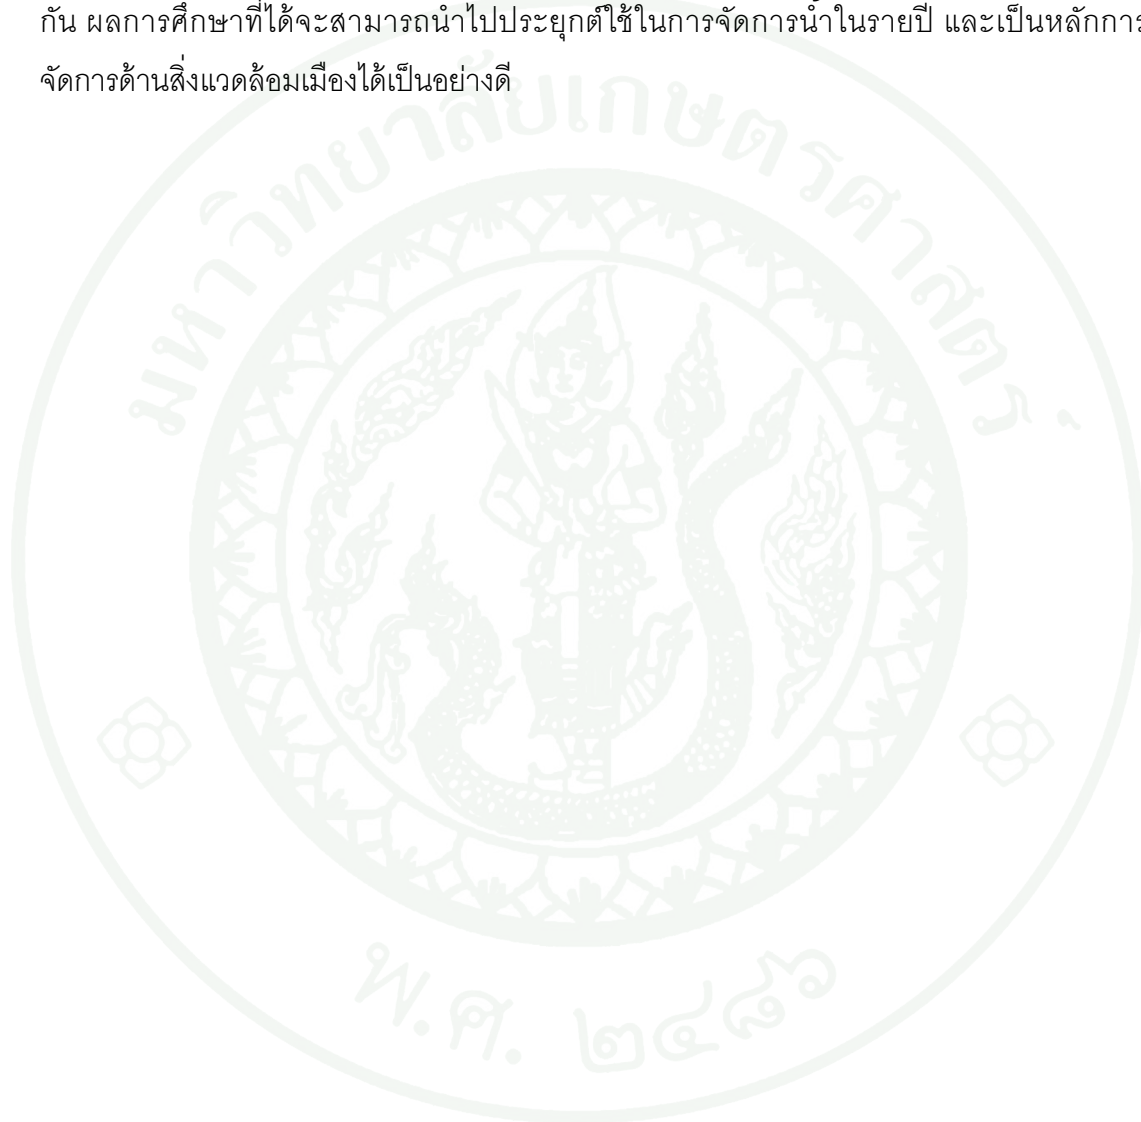 กัน ผลการศึกษาที่ได้จะสามารถนำไปประยุกต์ใช้ในการจัดการน้ำในรายปี และเป็นหลักการ
จัดการด้านสิ่งแวดล้อมเมืองได้เป็นอย่างดี
มหาวิทยาลัยเกษตรศาสตร์
พ.ศ. ๒๔๘๖